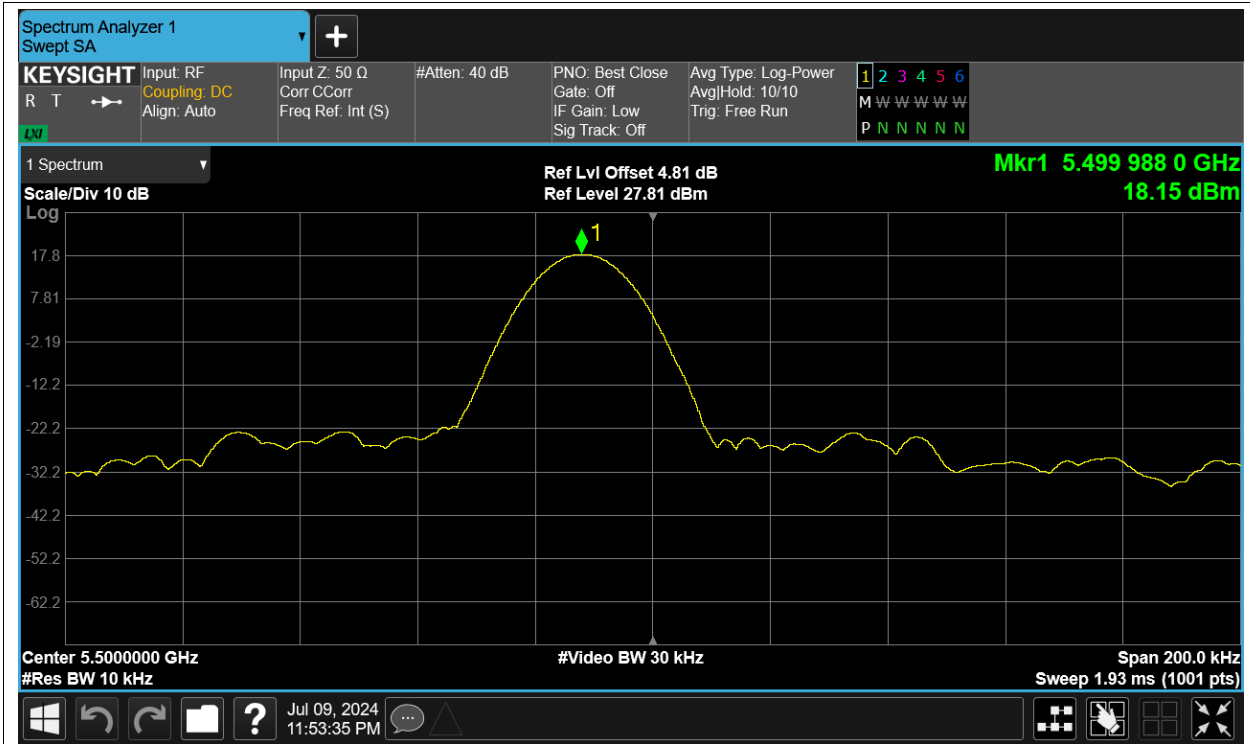 Spectrum Analyzer 1
Swept SA
KEYSIGHT
R T
LXI
Input: RF
Coupling: DC
Align: Auto
Input Z: 50 Ω
Corr CCorr
Freq Ref: Int (S)
#Atten: 40 dB
PNO: Best Close
Gate: Off
IF Gain: Low
Sig Track: Off
Avg Type: Log-Power
Avg|Hold: 10/10
Trig: Free Run
1 2 3 4 5 6
M W W W W W
P N N N N N
1 Spectrum
Scale/Div 10 dB
Log
Ref Lvl Offset 4.81 dB
Ref Level 27.81 dBm
Mkr1 5.499 988 0 GHz
18.15 dBm
1
17.8
7.81
-2.19
-12.2
-22.2
-32.2
-42.2
-52.2
-62.2
Center 5.5000000 GHz
#Res BW 10 kHz
#Video BW 30 kHz
Span 200.0 kHz
Sweep 1.93 ms (1001 pts)
?
Jul 09, 2024
11:53:35 PM